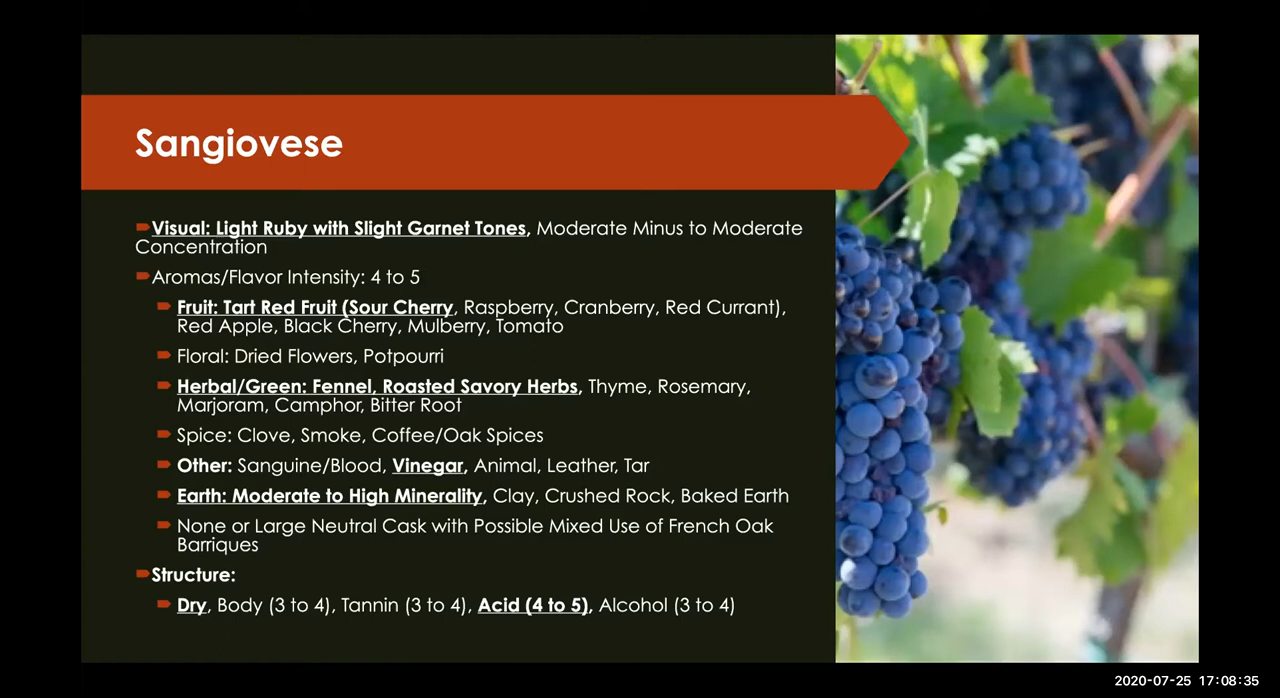 Sangiovese
Visual: Light Ruby with Slight Garnet Tones, Moderate Minus to Moderate
Concentration
Aromas/Flavor Intensity: 4 to 5
Fruit: Tart Red Fruit (Sour Cherry, Raspberry, Cranberry, Red Currant),
Red Apple, Black Cherry, Mulberry, Tomato
Floral: Dried Flowers, Potpourri
Herbal/Green: Fennel, Roasted Savory Herbs, Thyme, Rosemary,
Marjoram, Camphor, Bitter Root
Spice: Clove, Smoke, Coffee/Oak Spices
Other: Sanguine/Blood, Vinegar, Animal, Leather, Tar
Earth: Moderate to High Minerality, Clay, Crushed Rock, Baked Earth
None or Large Neutral Cask with Possible Mixed Use of French Oak
Barriques
Structure:
Dry, Body (3 to 4), Tannin (3 to 4), Acid (4 to 5), Alcohol (3 to 4)
2020-07-25 17:08:35